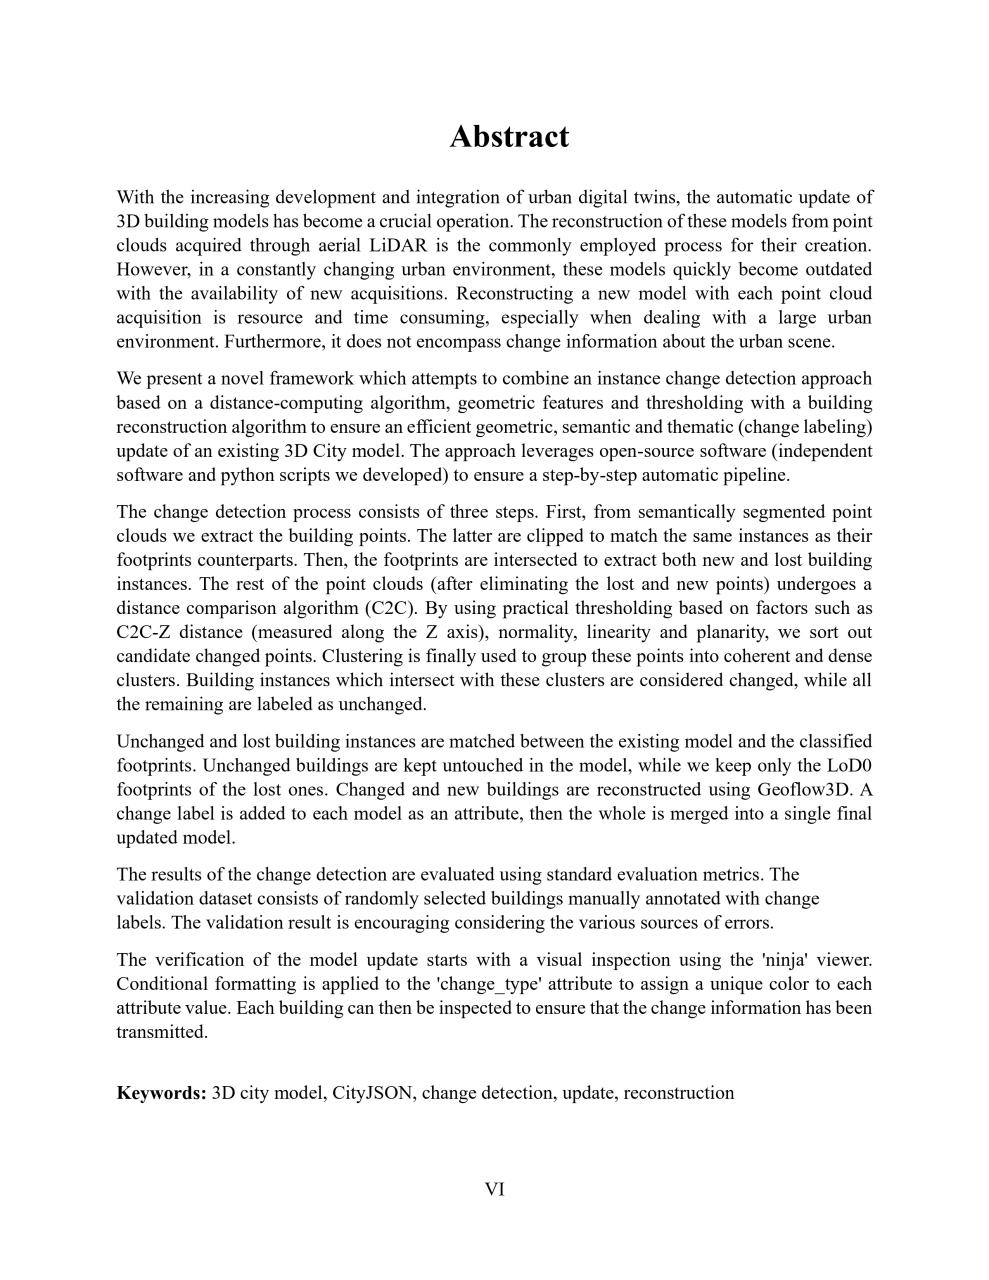 Abstract
With the increasing development and integration of urban digital twins, the automatic update of
3D building models has become a crucial operation. The reconstruction of these models from point
clouds acquired through aerial LiDAR is the commonly employed process for their creation.
However, in a constantly changing urban environment, these models quickly become outdated
with the availability of new acquisitions. Reconstructing a new model with each point cloud
acquisition is resource and time consuming, especially when dealing with a large urban
environment. Furthermore, it does not encompass change information about the urban scene.
We present a novel framework which attempts to combine an instance change detection approach
based on a distance-computing algorithm, geometric features and thresholding with a building
reconstruction algorithm to ensure an efficient geometric, semantic and thematic (change labeling)
update of an existing 3D City model. The approach leverages open-source software (independent
software and python scripts we developed) to ensure a step-by-step automatic pipeline.
The change detection process consists of three steps. First, from semantically segmented point
clouds we extract the building points. The latter are clipped to match the same instances as their
footprints counterparts. Then, the footprints are intersected to extract both new and lost building
instances. The rest of the point clouds (after eliminating the lost and new points) undergoes a
distance comparison algorithm (C2C). By using practical thresholding based on factors such as
C2C-Z distance (measured along the Z axis), normality, linearity and planarity, we sort out
candidate changed points. Clustering is finally used to group these points into coherent and dense
clusters. Building instances which intersect with these clusters are considered changed, while all
the remaining are labeled as unchanged.
Unchanged and lost building instances are matched between the existing model and the classified
footprints. Unchanged buildings are kept untouched in the model, while we keep only the LoD0
footprints of the lost ones. Changed and new buildings are reconstructed using Geoflow3D. A
change label is added to each model as an attribute, then the whole is merged into a single final
updated model.
The results of the change detection are evaluated using standard evaluation metrics. The
validation dataset consists of randomly selected buildings manually annotated with change
labels. The validation result is encouraging considering the various sources of errors.
The verification of the model update starts with a visual inspection using the 'ninja' viewer.
Conditional formatting is applied to the 'change_type' attribute to assign a unique color to each
attribute value. Each building can then be inspected to ensure that the change information has been
transmitted.
Keywords: 3D city model, CityJSON, change detection, update, reconstruction
VI